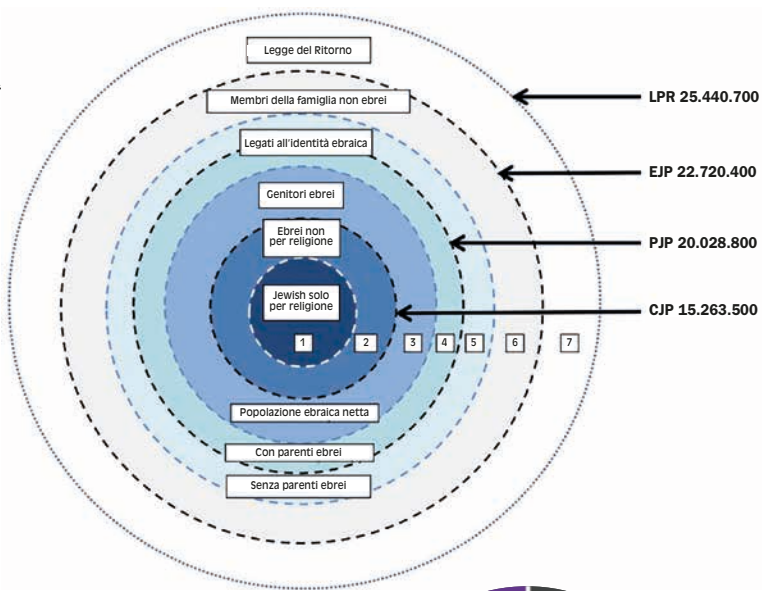 Legge del Ritorno
Membri della famiglia non ebrei
Legati all'identità ebraica
Genitori ebrei
Ebrei non
per religione
Jewish solo
per religione
1
2
3
4
5
6
7
Popolazione ebraica netta
Con parenti ebrei
Senza parenti ebrei
LPR 25.440.700
EJP 22.720.400
PJP 20.028.800
CJP 15.263.500